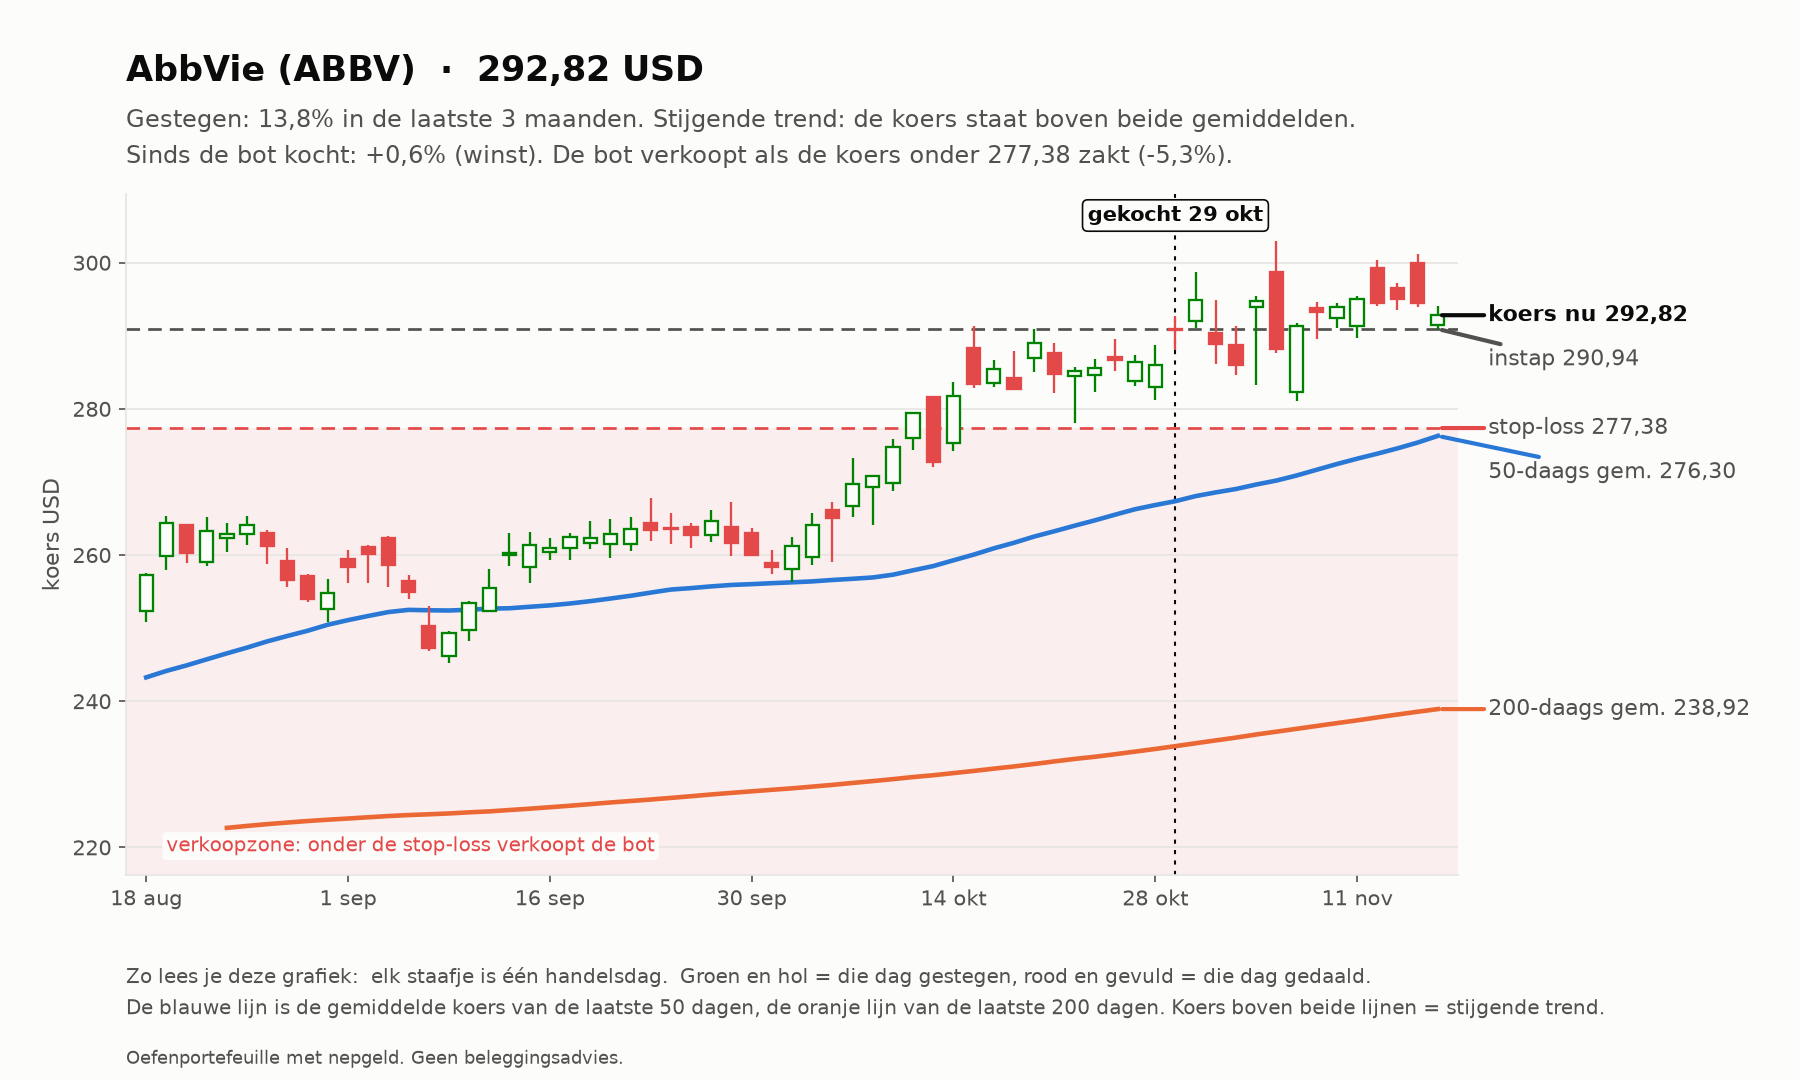 AbbVie (ABBV)  ·  292,82 USD
Gestegen: 13,8% in de laatste 3 maanden. Stijgende trend: de koers staat boven beide gemiddelden.
Sinds de bot kocht: +0,6% (winst). De bot verkoopt als de koers onder 277,38 zakt (-5,3%).
gekocht 29 okt
koers USD
300
280
260
240
220
koers nu 292,82
instap 290,94
stop-loss 277,38
50-daags gem. 276,30
200-daags gem. 238,92
verkoopzone: onder de stop-loss verkoopt de bot
18 aug
1 sep
16 sep
30 sep
14 okt
28 okt
11 nov
Zo lees je deze grafiek:  elk staafje is één handelsdag.  Groen en hol = die dag gestegen, rood en gevuld = die dag gedaald.
De blauwe lijn is de gemiddelde koers van de laatste 50 dagen, de oranje lijn van de laatste 200 dagen. Koers boven beide lijnen = stijgende trend.
Oefenportefeuille met nepgeld. Geen beleggingsadvies.